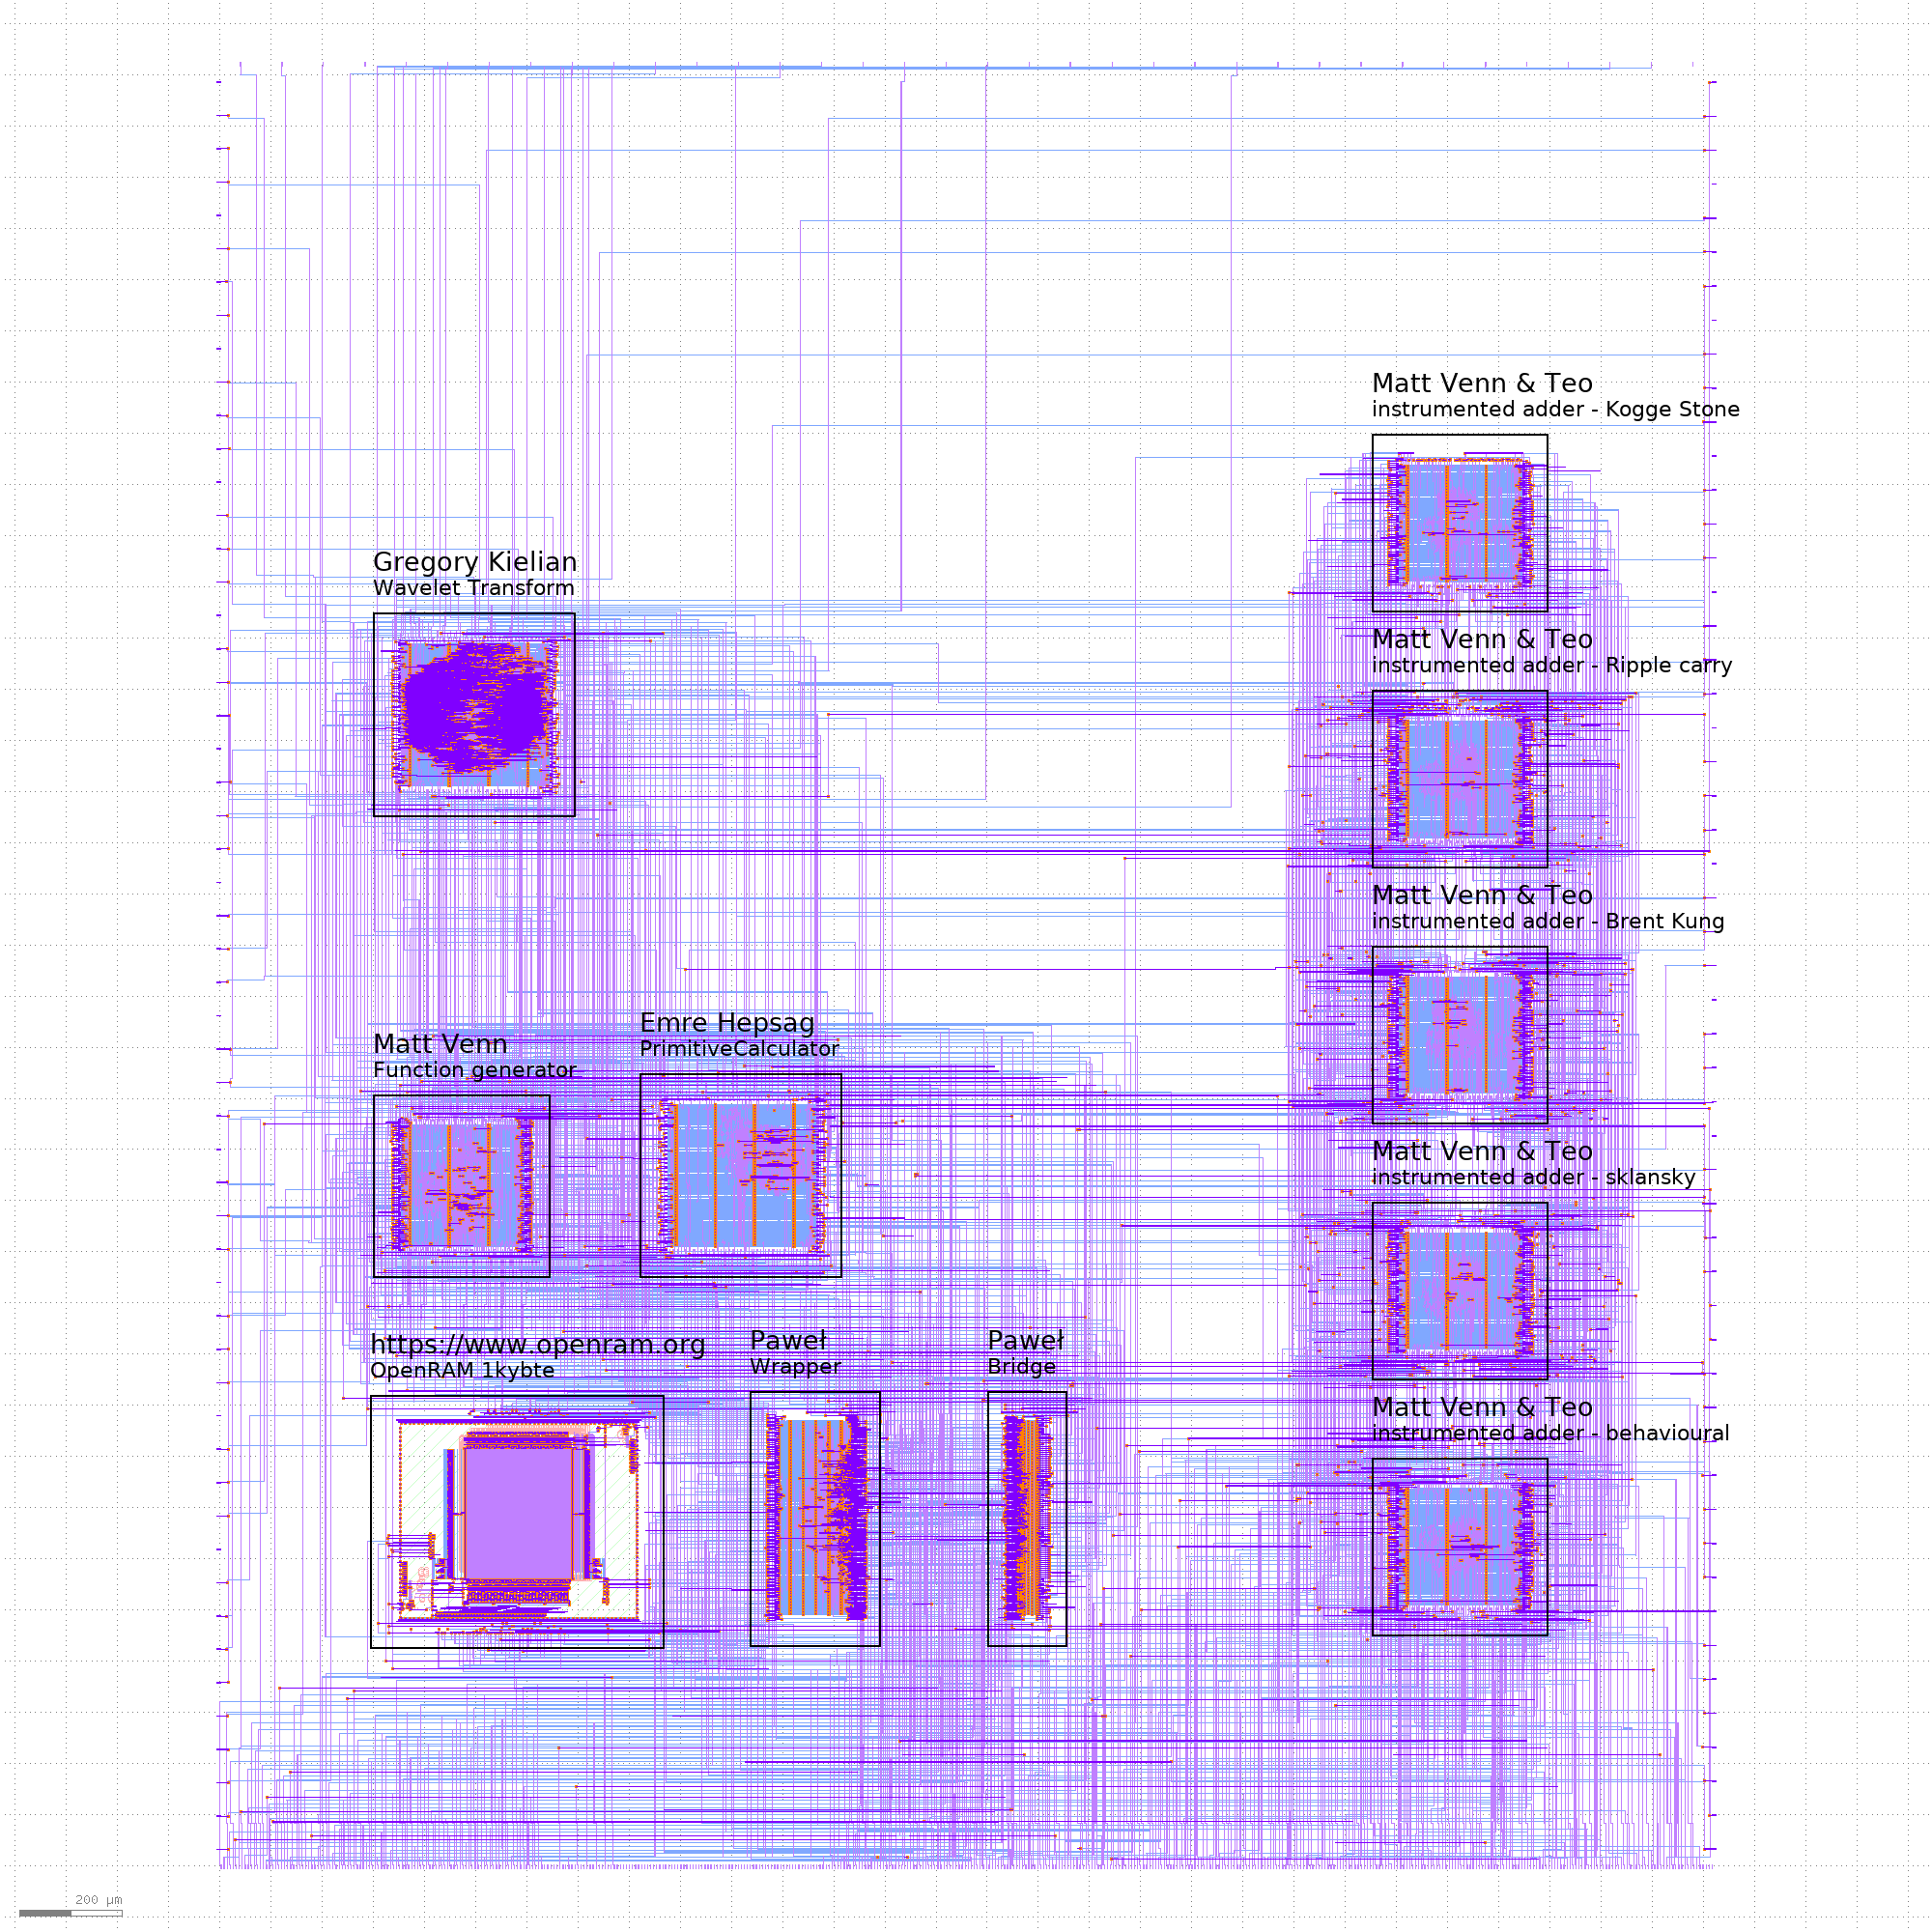 Matt Venn & Teo
instrumented adder - Kogge Stone
Gregory Kielian
Wavelet Transform
Matt Venn & Teo
instrumented adder - Ripple carry
Matt Venn & Teo
instrumented adder - Brent Kung
Emre Hepsag
PrimitiveCalculator
Matt Venn
Function generator
Matt Venn & Teo
instrumented adder - sklansky
https://www.openram.org
OpenRAM 1kybte
Paweł
Wrapper
Paweł
Bridge
Matt Venn & Teo
instrumented adder - behavioural
200 µm